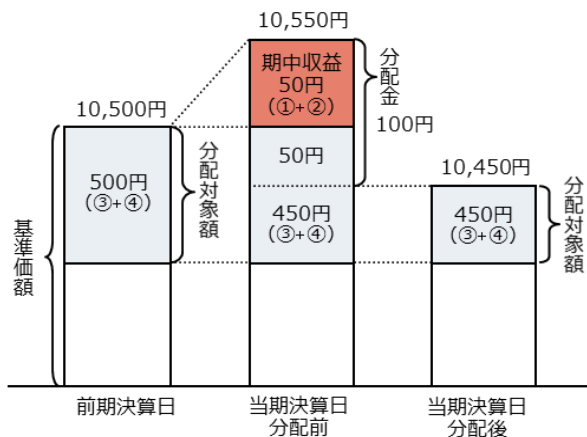 10,550円
期中収益
50円
(①+②)
分配金
100円
10,500円
500円
(③+④)
分配対象額
50円
450円
(③+④)
10,450円
450円
(③+④)
分配対象額
基準価額
前期決算日
当期決算日
分配前
当期決算日
分配後